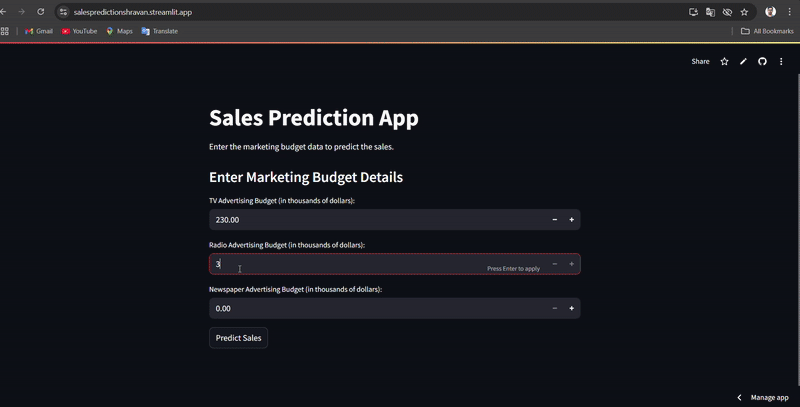 salespredictionshravan.streamlit.app
Gmail YouTube Maps Translate All Bookmarks
Share
Sales Prediction App
Enter the marketing budget data to predict the sales.
Enter Marketing Budget Details
TV Advertising Budget (in thousands of dollars):
230.00
Radio Advertising Budget (in thousands of dollars):
3
Press Enter to apply
Newspaper Advertising Budget (in thousands of dollars):
0.00
Predict Sales
Manage app